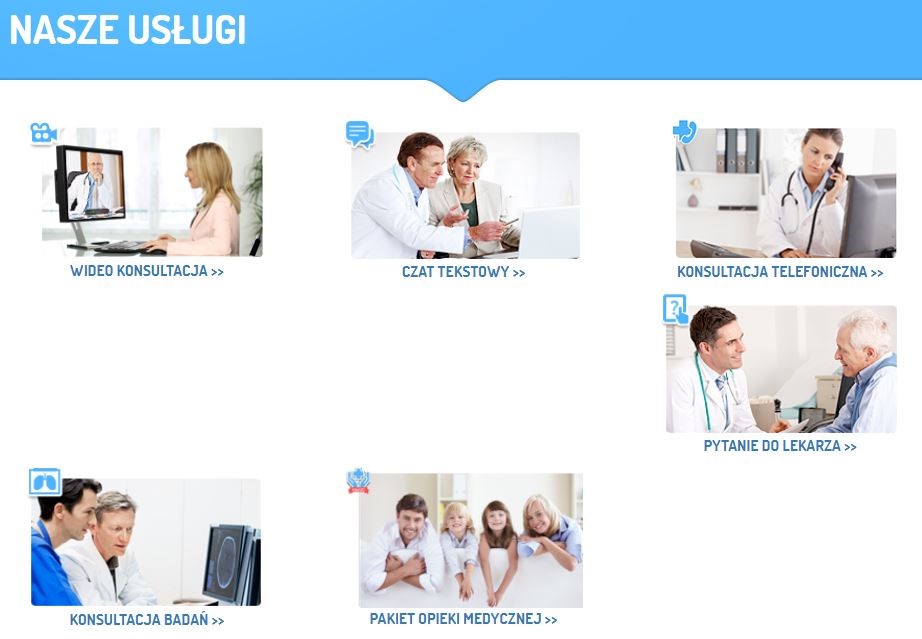 NASZE USŁUGI
WIDEO KONSULTACJA >>
CZAT TEKSTOWY >>
KONSULTACJA TELEFONICZNA >>
PYTANIE DO LEKARZA >>
KONSULTACJA BADAŃ >>
PAKIET OPIEKI MEDYCZNEJ >>